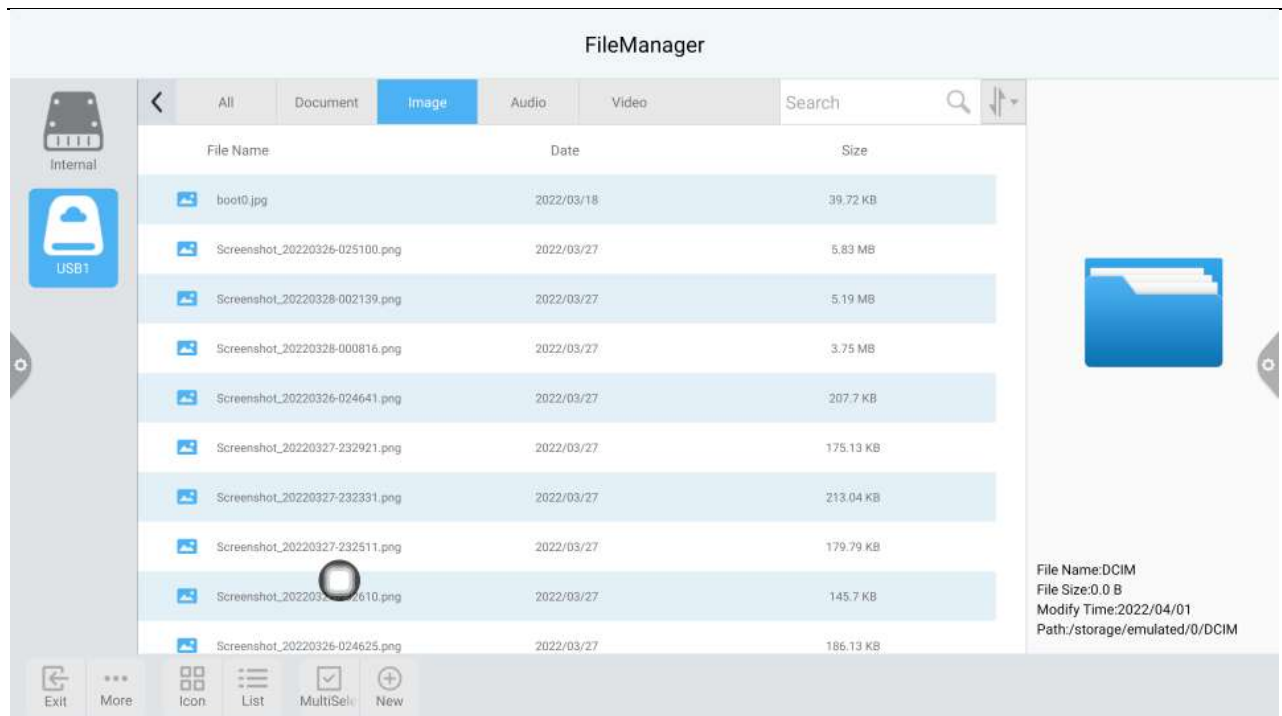 FileManager
All Document Image Audio Video Search
Internal
File Name Date Size
boot0.jpg 2022/03/18 39.72 KB
Screenshot_20220326-025100.png 2022/03/27 5.83 MB
USB1
Screenshot_20220328-002139.png 2022/03/27 5.19 MB
Screenshot_20220328-000816.png 2022/03/27 3.75 MB
Screenshot_20220326-024641.png 2022/03/27 207.7 KB
Screenshot_20220327-232921.png 2022/03/27 175.13 KB
Screenshot_20220327-232331.png 2022/03/27 213.04 KB
Screenshot_20220327-232511.png 2022/03/27 179.79 KB
2022/03/27 145.7 KB
Screenshot_20220326-024625.png 2022/03/27 186.13 KB
File Name:DCIM
File Size:0.0 B
Modify Time:2022/04/01
Path:/storage/emulated/0/DCIM
Exit More Icon List MultiSele New